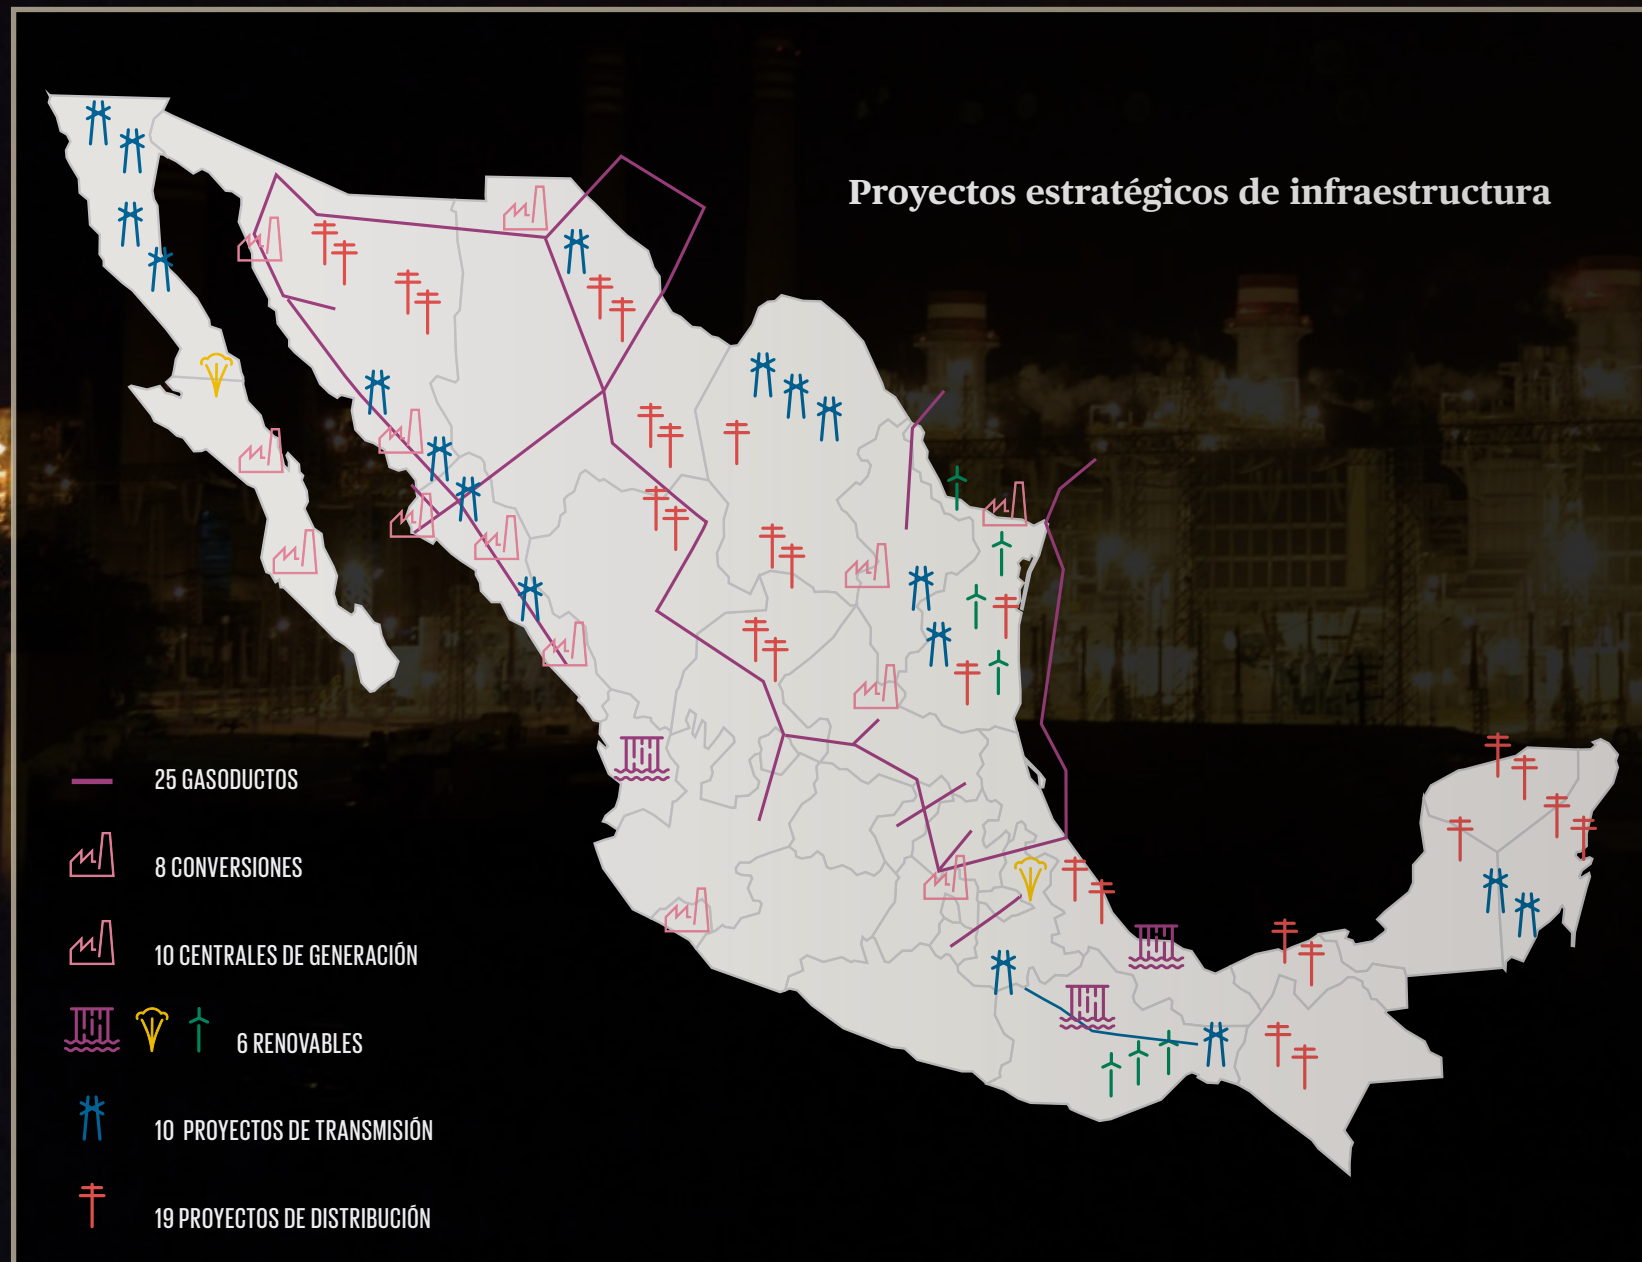 Proyectos estratégicos de infraestructura
25 GASODUCTOS
8 CONVERSIONES
10 CENTRALES DE GENERACIÓN
6 RENOVABLES
10 PROYECTOS DE TRANSMISIÓN
19 PROYECTOS DE DISTRIBUCIÓN